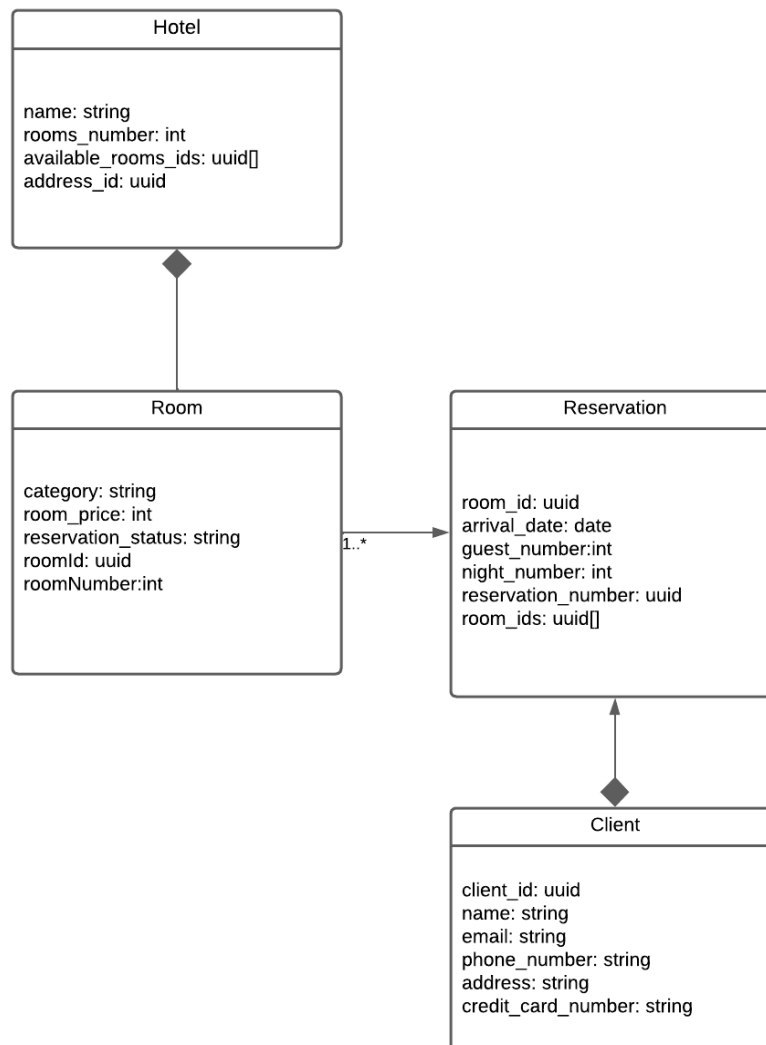 Hotel
name: string
rooms_number: int
available_rooms_ids: uuid[]
address_id: uuid
Room
category: string
room_price: int
reservation_status: string
roomId: uuid
roomNumber:int
1..*
Reservation
room_id: uuid
arrival_date: date
guest_number:int
night_number: int
reservation_number: uuid
room_ids: uuid[]
Client
client_id: uuid
name: string
email: string
phone_number: string
address: string
credit_card_number: string